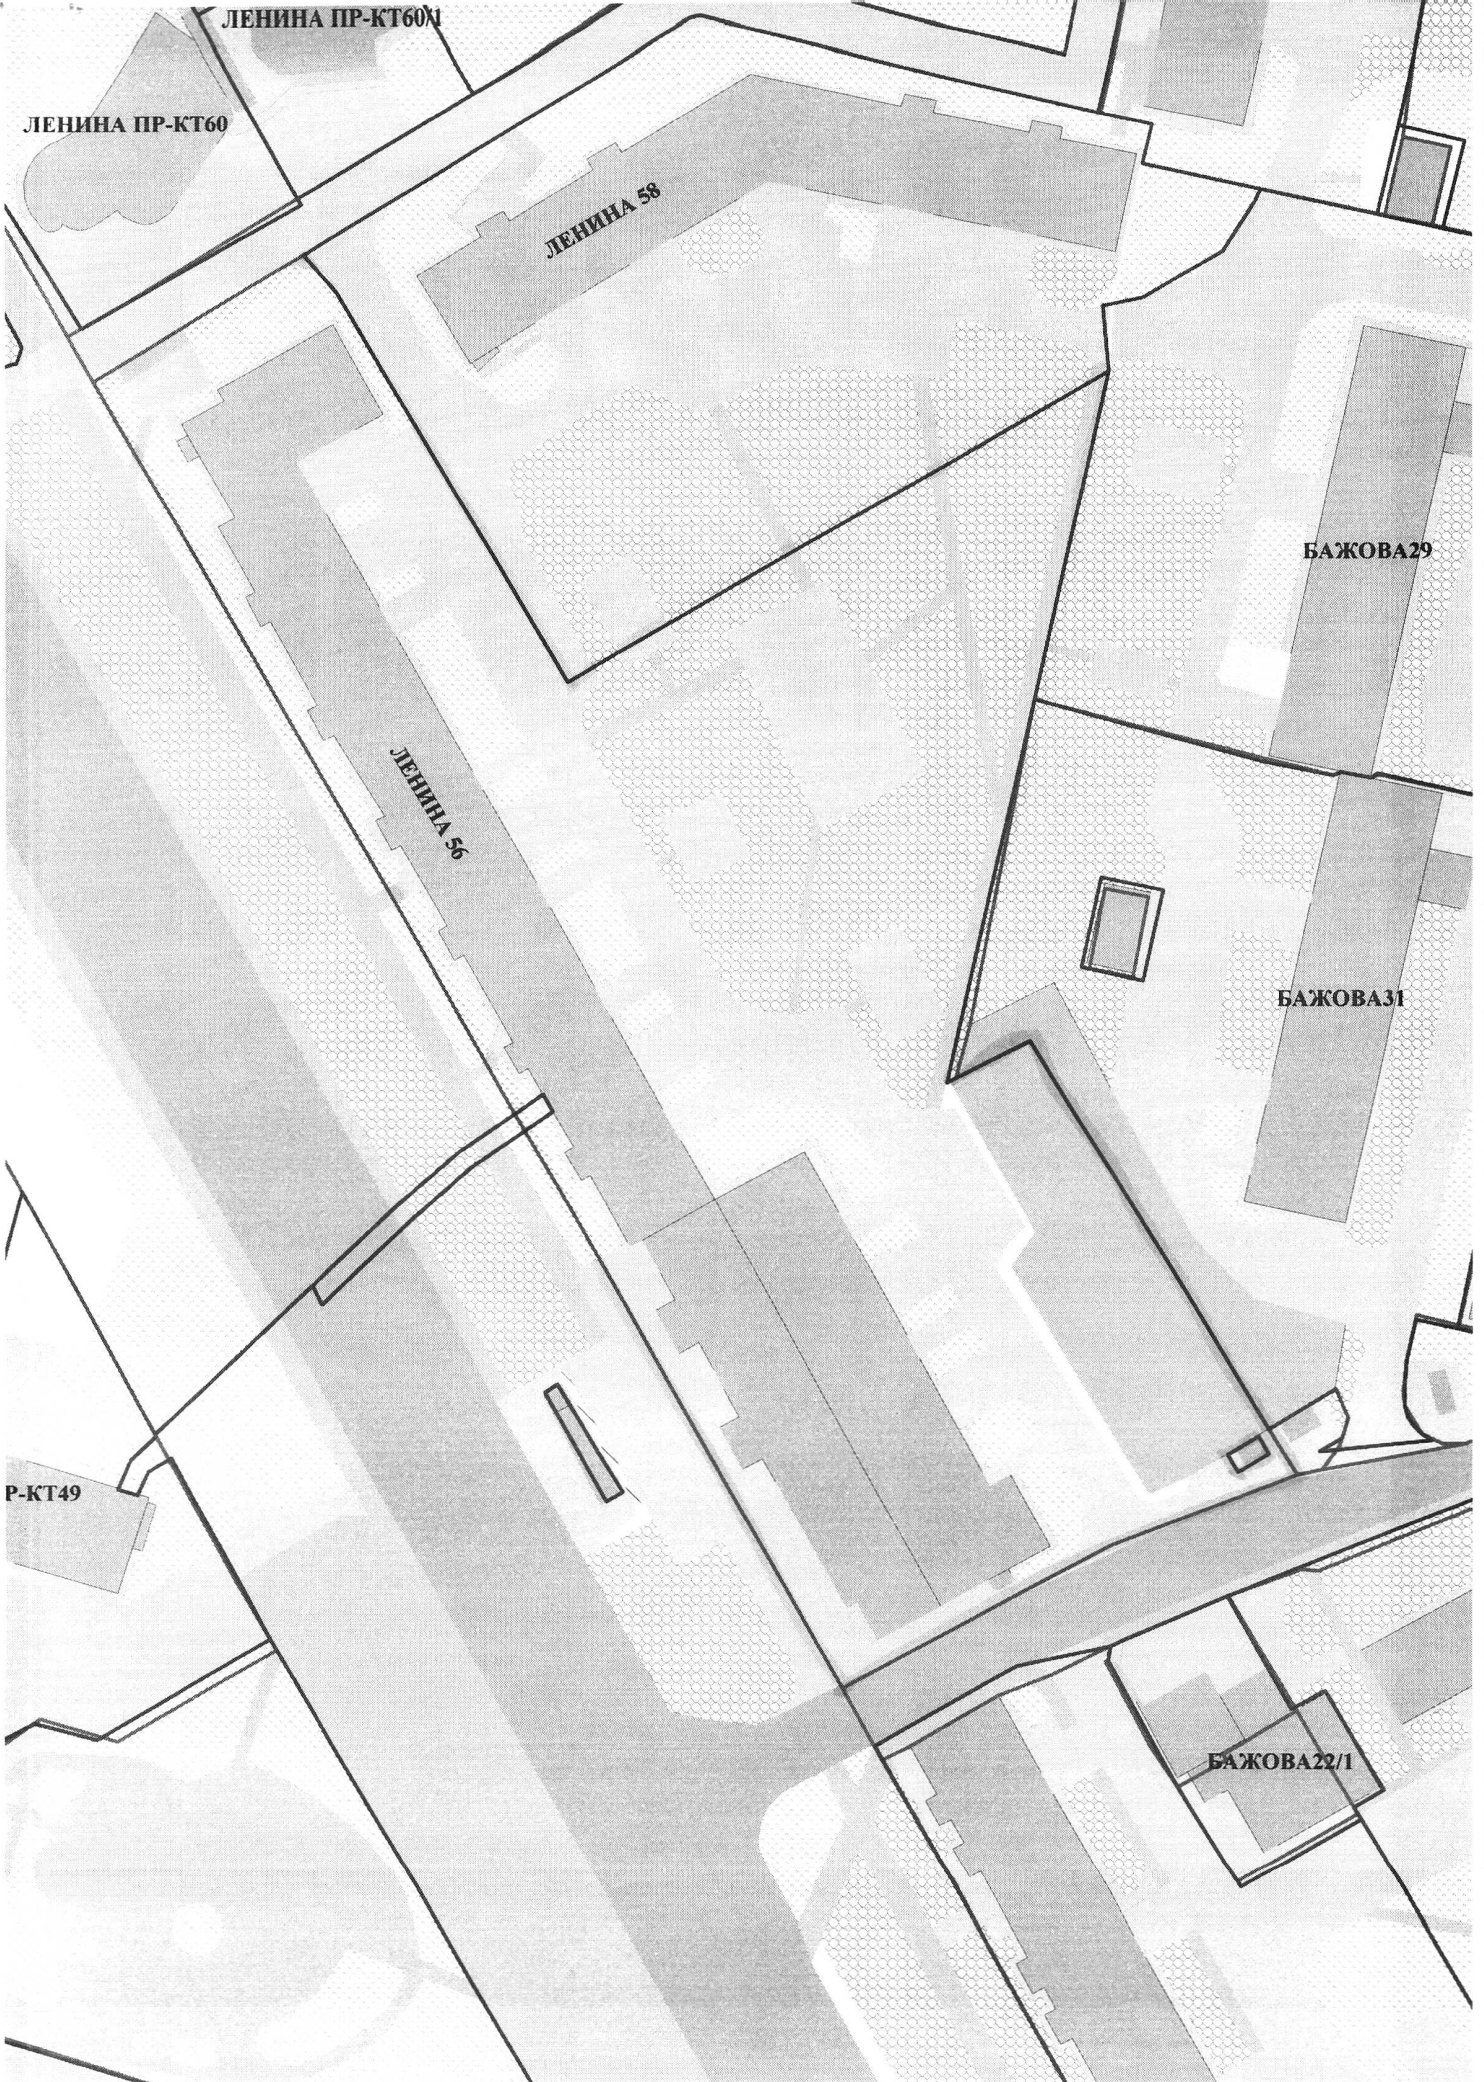 ЛЕНИНА ПР-КТ60/1
ЛЕНИНА ПР-КТ60
ЛЕНИНА 58
БАЖОВА29
ЛЕНИНА 56
БАЖОВА31
Р-КТ49
БАЖОВА22/1